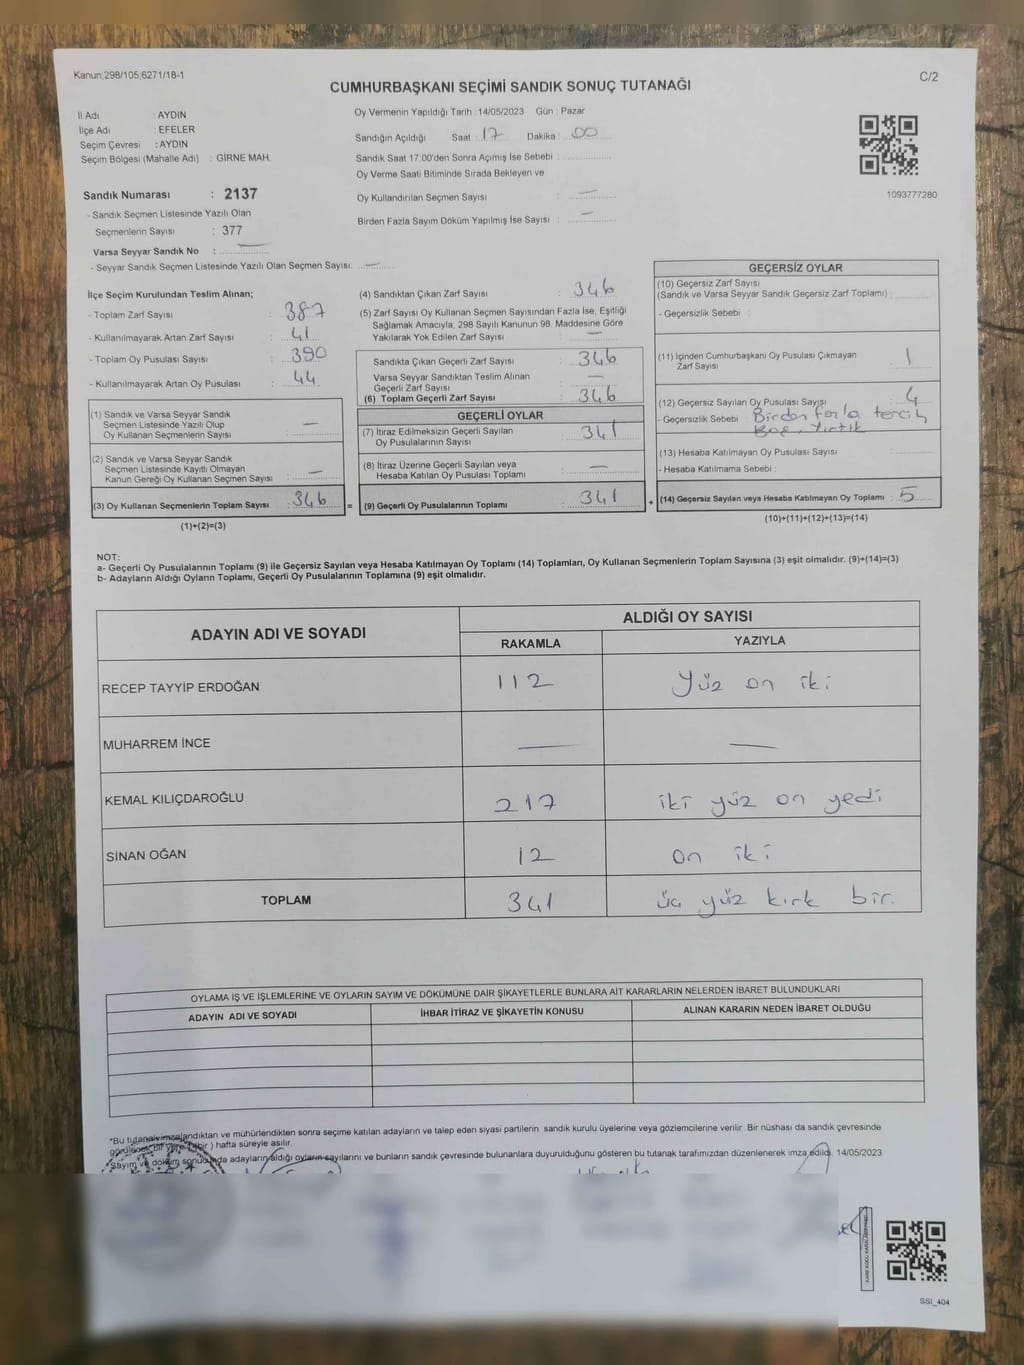 Kanun;298/105;6271/18-1
C/2
CUMHURBAŞKANI SEÇİMİ SANDIK SONUÇ TUTANAĞI
İl Adı : AYDIN
İlçe Adı : EFELER
Seçim Çevresi : AYDIN
Seçim Bölgesi (Mahalle Adı) : GİRNE MAH.
Sandık Numarası : 2137
- Sandık Seçmen Listesinde Yazılı Olan
Seçmenlerin Sayısı : 377
Varsa Seyyar Sandık No : —
- Seyyar Sandık Seçmen Listesinde Yazılı Olan Seçmen Sayısı: —
Oy Vermenin Yapıldığı Tarih : 14/05/2023 Gün : Pazar
Sandığın Açıldığı Saat : 17 Dakika : 00
Sandık Saat 17:00'den Sonra Açımış İse Sebebi :
Oy Verme Saati Bitiminde Sırada Bekleyen ve
Oy Kullandırılan Seçmen Sayısı : —
Birden Fazla Sayım Döküm Yapılmış İse Sayısı : —
1093777280
İlçe Seçim Kurulundan Teslim Alınan;
- Toplam Zarf Sayısı : 387
- Kullanılmayarak Artan Zarf Sayısı : 41
- Toplam Oy Pusulası Sayısı : 390
- Kullanılmayarak Artan Oy Pusulası : 44
(1) Sandık ve Varsa Seyyar Sandık
Seçmen Listesinde Yazılı Olup
Oy Kullanan Seçmenlerin Sayısı : —
(2) Sandık ve Varsa Seyyar Sandık
Seçmen Listesinde Kayıtlı Olmayan
Kanun Gereği Oy Kullanan Seçmen Sayısı : —
(3) Oy Kullanan Seçmenlerin Toplam Sayısı : 346 =
(1)+(2)=(3)
(4) Sandıktan Çıkan Zarf Sayısı : 346
(5) Zarf Sayısı Oy Kullanan Seçmen Sayısından Fazla İse, Eşitliği
Sağlamak Amacıyla, 298 Sayılı Kanunun 98. Maddesine Göre
Yakılarak Yok Edilen Zarf Sayısı : —
Sandıkta Çıkan Geçerli Zarf Sayısı : 346
Varsa Seyyar Sandıktan Teslim Alınan
Geçerli Zarf Sayısı : —
(6) Toplam Geçerli Zarf Sayısı : 346
GEÇERLİ OYLAR
(7) İtiraz Edilmeksizin Geçerli Sayılan
Oy Pusulalarının Sayısı : 341
(8) İtiraz Üzerine Geçerli Sayılan veya
Hesaba Katılan Oy Pusulası Toplamı : —
(9) Geçerli Oy Pusulalarının Toplamı : 341 +
GEÇERSİZ OYLAR
(10) Geçersiz Zarf Sayısı
(Sandık ve Varsa Seyyar Sandık Geçersiz Zarf Toplamı) :
- Geçersizlik Sebebi :
(11) İçinden Cumhurbaşkanı Oy Pusulası Çıkmayan
Zarf Sayısı : 1
(12) Geçersiz Sayılan Oy Pusulası Sayısı : 4
- Geçersizlik Sebebi : Birden fazla tercih
Boş, Yırtık
(13) Hesaba Katılmayan Oy Pusulası Sayısı :
- Hesaba Katılmama Sebebi :
(14) Geçersiz Sayılan veya Hesaba Katılmayan Oy Toplamı : 5
(10)+(11)+(12)+(13)=(14)
NOT:
a- Geçerli Oy Pusulalarının Toplamı (9) ile Geçersiz Sayılan veya Hesaba Katılmayan Oy Toplamı (14) Toplamları, Oy Kullanan Seçmenlerin Toplam Sayısına (3) eşit olmalıdır. (9)+(14)=(3)
b- Adayların Aldığı Oyların Toplamı, Geçerli Oy Pusulalarının Toplamına (9) eşit olmalıdır.
ADAYIN ADI VE SOYADI
ALDIĞI OY SAYISI
RAKAMLA YAZIYLA
RECEP TAYYİP ERDOĞAN 112 Yüz on iki
MUHARREM İNCE — —
KEMAL KILIÇDAROĞLU 217 iki yüz on yedi
SİNAN OĞAN 12 on iki
TOPLAM 341 üç yüz kırk bir.
OYLAMA İŞ VE İŞLEMLERİNE VE OYLARIN SAYIM VE DÖKÜMÜNE DAİR ŞİKAYETLERLE BUNLARA AİT KARARLARIN NELERDEN İBARET BULUNDUKLARI
ADAYIN ADI VE SOYADI İHBAR İTİRAZ VE ŞİKAYETİN KONUSU ALINAN KARARIN NEDEN İBARET OLDUĞU
*Bu tutanak imzalandıktan ve mühürlendikten sonra seçime katılan adayların ve talep eden siyasi partilerin sandık kurulu üyelerine veya gözlemcilerine verilir. Bir nüshası da sandık çevresinde
görülecek bir yere ( bir ) hafta süreyle asılır.
Sayım ve döküm sonucunda adayların aldığı oyların sayılarını ve bunların sandık çevresinde bulunanlara duyurulduğunu gösteren bu tutanak tarafımızdan düzenlenerek imza edildi. 14/05/2023
SSI_404